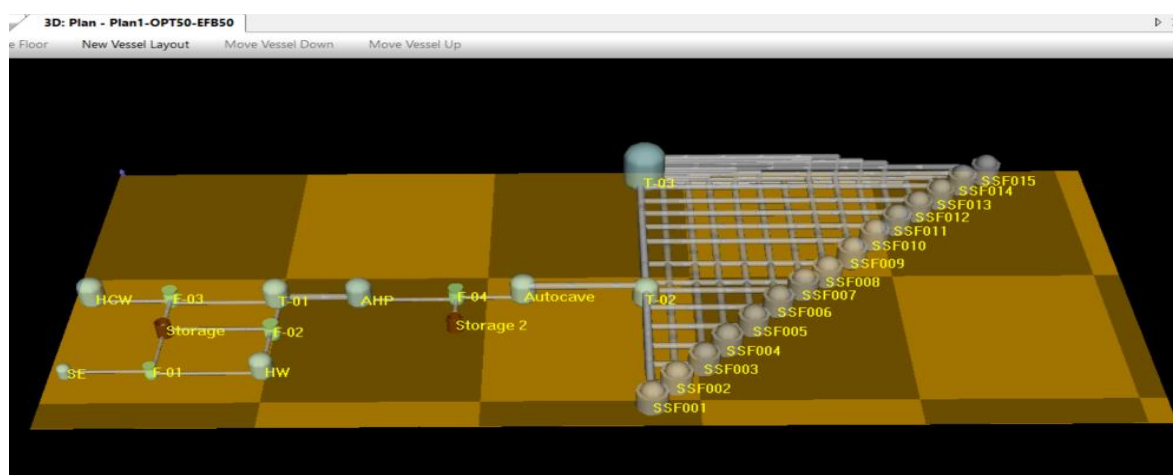 3D: Plan - Plan1-OPT50-EFB50
e Floor New Vessel Layout Move Vessel Down Move Vessel Up
T-03
SSF015
SSF014
SSF013
SSF012
SSF011
SSF010
SSF009
SSF008
SSF007
SSF006
SSF005
SSF004
SSF003
SSF002
SSF001
HCW F-03 T-01 AHP F-04 Autocave T-02
Storage F-02 Storage 2
SE F-01 HW